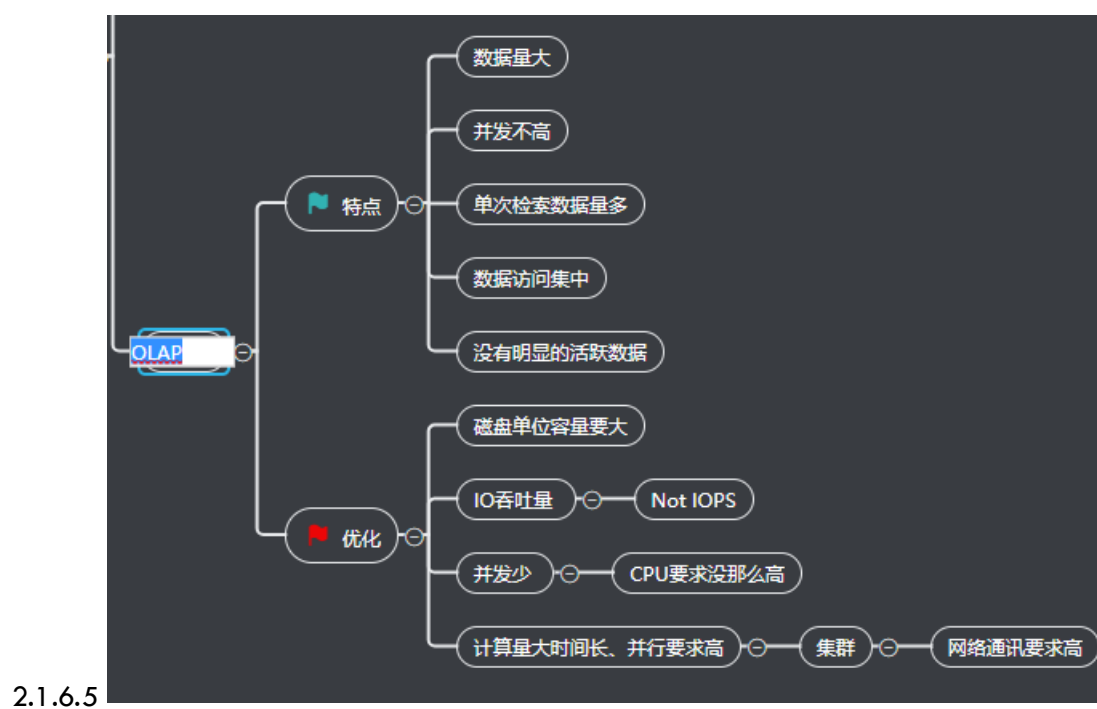 数据量大
并发不高
特点
单次检索数据量多
数据访问集中
OLAP
没有明显的活跃数据
磁盘单位容量要大
IO吞吐量
Not IOPS
优化
并发少
CPU要求没那么高
计算量大时间长、并行要求高
集群
网络通讯要求高
2.1.6.5